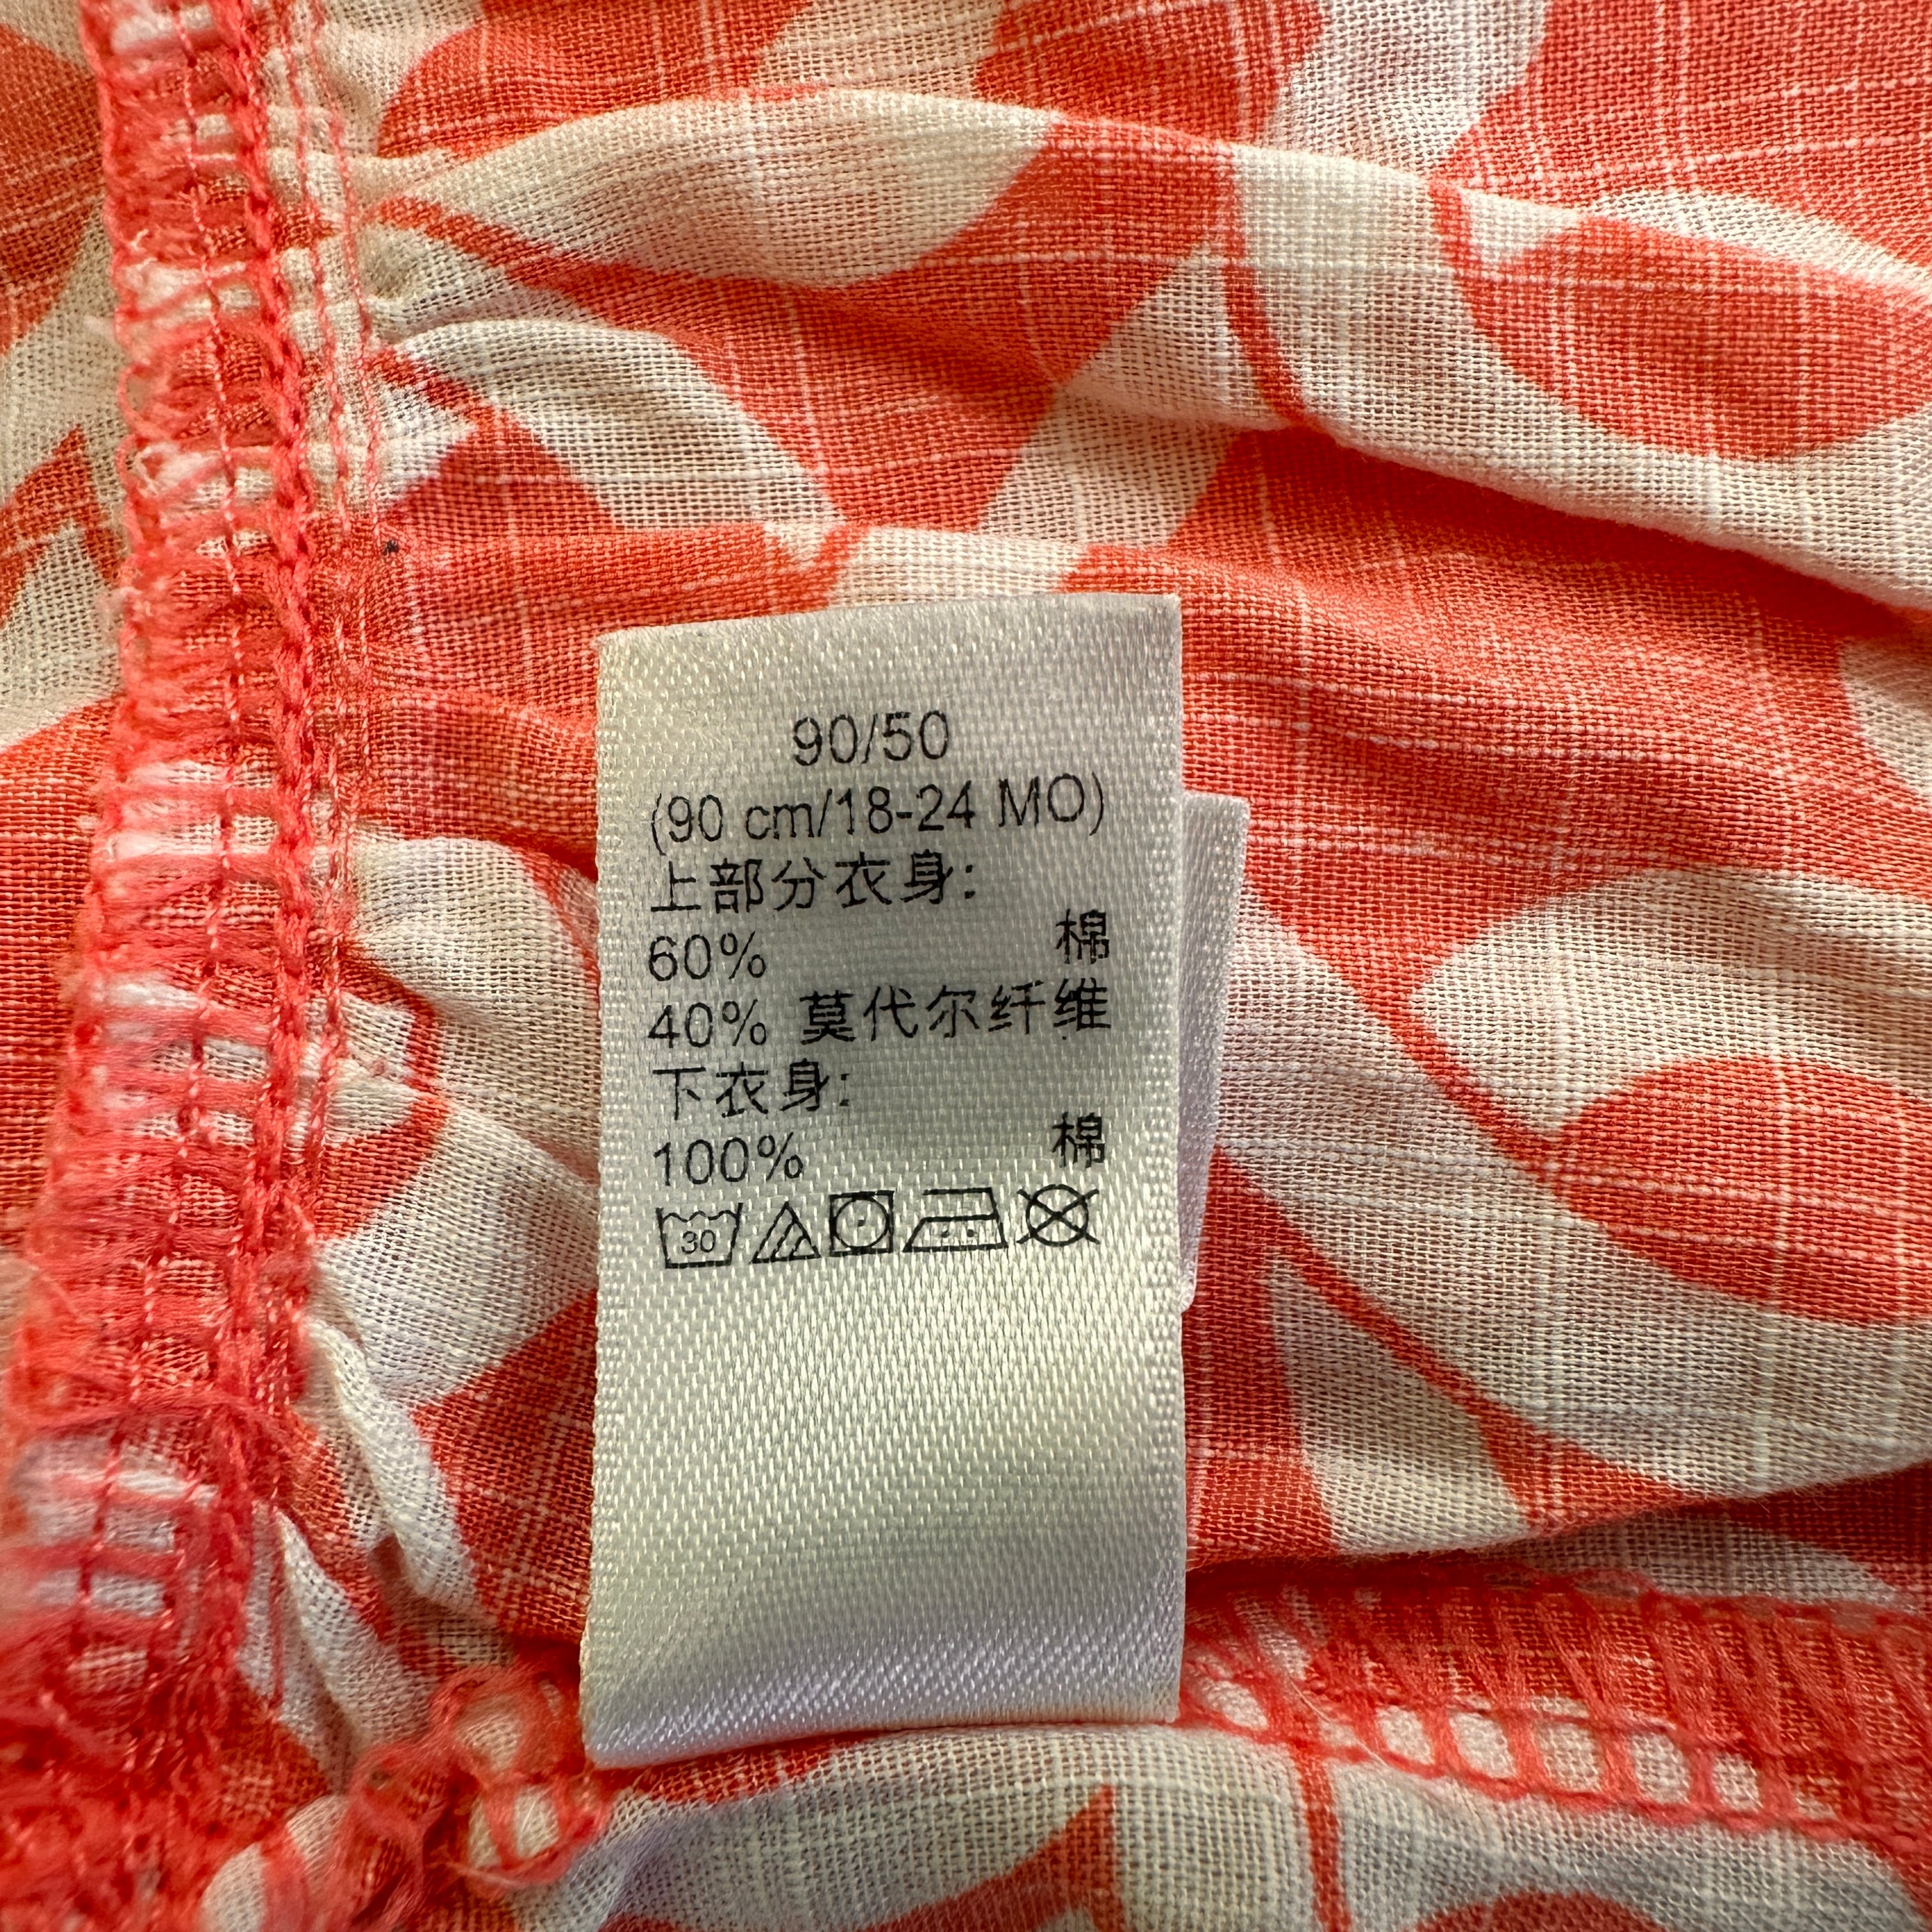 90/50
(90 cm/18-24 MO)
上部分衣身:
60% 棉
40% 莫代尔纤维
下衣身:
100% 棉
30